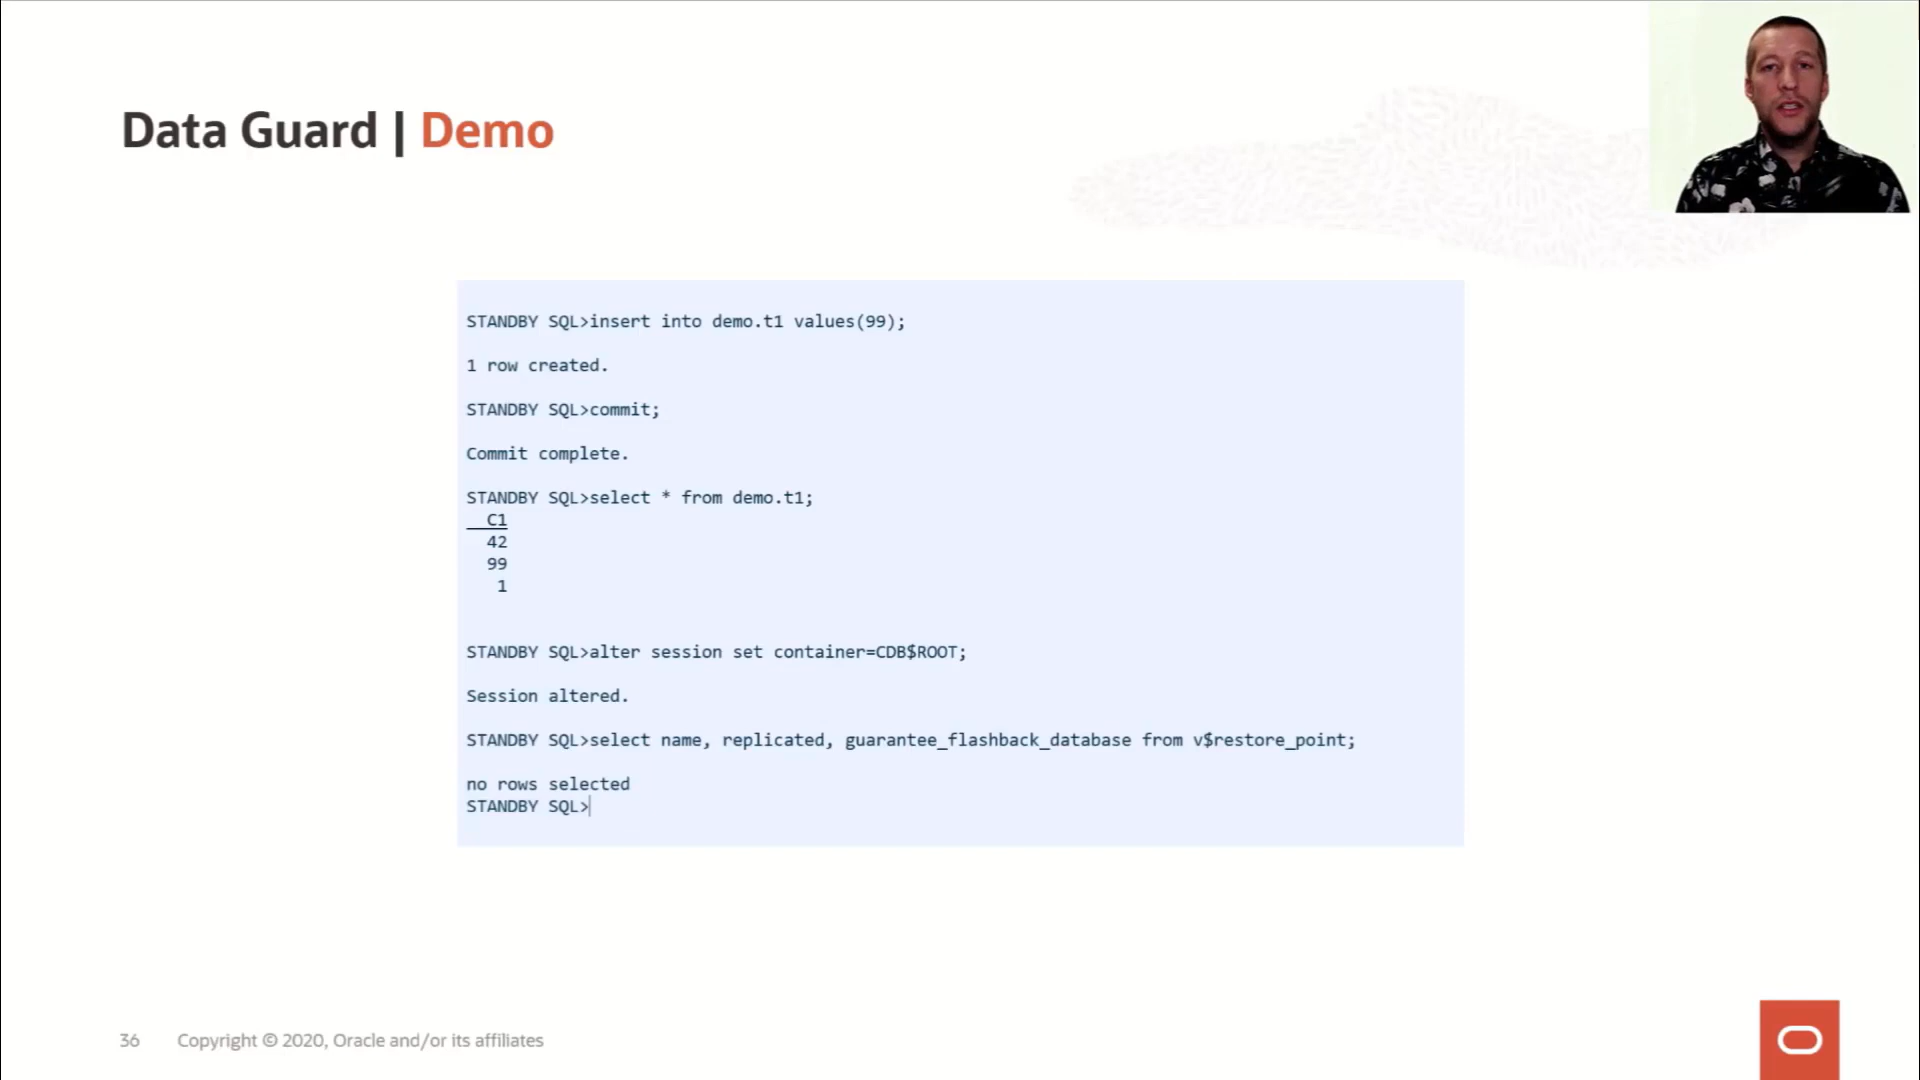 Data Guard | Demo
STANDBY SQL>insert into demo.t1 values(99);
1 row created.
STANDBY SQL>commit;
Commit complete.
STANDBY SQL>select * from demo.t1;
C1
42
99
1
STANDBY SQL>alter session set container=CDB$ROOT;
Session altered.
STANDBY SQL>select name, replicated, guarantee_flashback_database from v$restore_point;
no rows selected
STANDBY SQL>
36 Copyright © 2020, Oracle and/or its affiliates